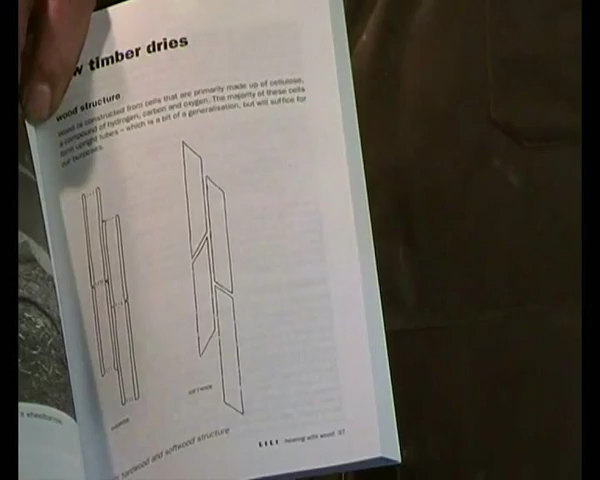 w timber dries
wood structure
Wood is constructed from cells that are primarily made up of cellulose,
a compound of hydrogen, carbon and oxygen. The majority of these cells
form upright tubes – which is a bit of a generalisation, but will suffice for
our purposes.
softwood
hardwood and softwood structure
LILI heating with wood 57